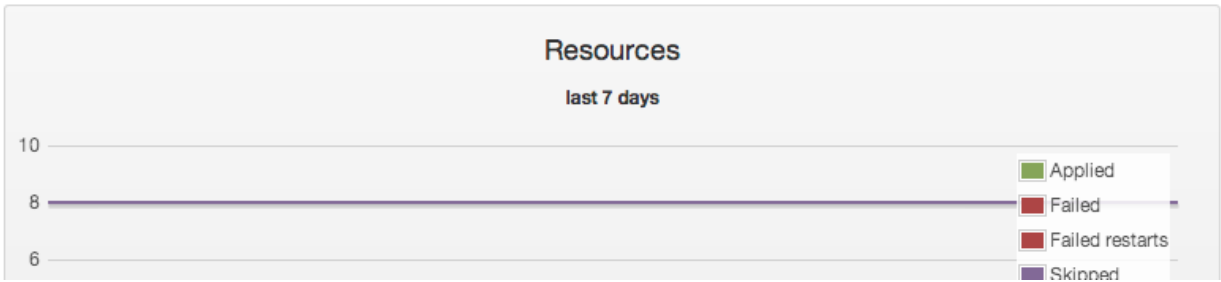 Resources
last 7 days
10
8
6
Applied
Failed
Failed restarts
Skipped